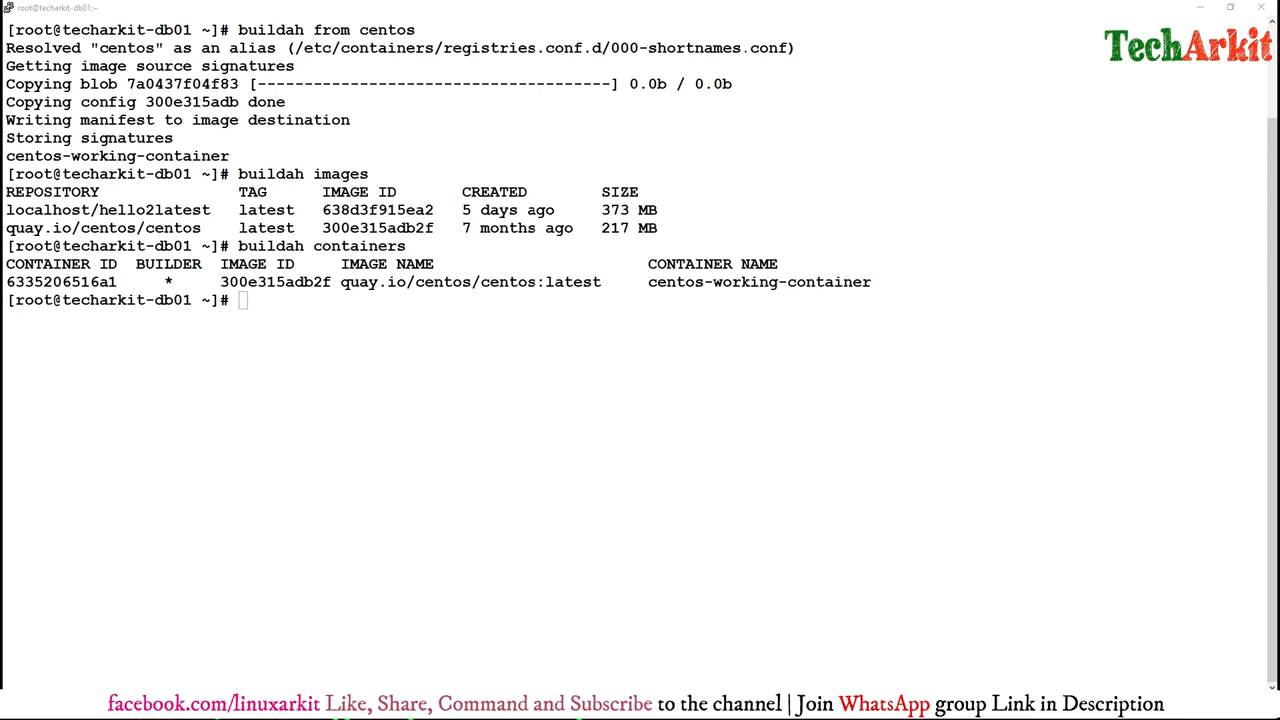 root@techarkit-db01:~
[root@techarkit-db01 ~]# buildah from centos
Resolved "centos" as an alias (/etc/containers/registries.conf.d/000-shortnames.conf)
Getting image source signatures
Copying blob 7a0437f04f83 [--------------------------------------] 0.0b / 0.0b
Copying config 300e315adb done
Writing manifest to image destination
Storing signatures
centos-working-container
[root@techarkit-db01 ~]# buildah images
REPOSITORY TAG IMAGE ID CREATED SIZE
localhost/hello2latest latest 638d3f915ea2 5 days ago 373 MB
quay.io/centos/centos latest 300e315adb2f 7 months ago 217 MB
[root@techarkit-db01 ~]# buildah containers
CONTAINER ID BUILDER IMAGE ID IMAGE NAME CONTAINER NAME
6335206516a1 * 300e315adb2f quay.io/centos/centos:latest centos-working-container
[root@techarkit-db01 ~]#
TechArkit
facebook.com/linuxarkit Like, Share, Command and Subscribe to the channel | Join WhatsApp group Link in Description